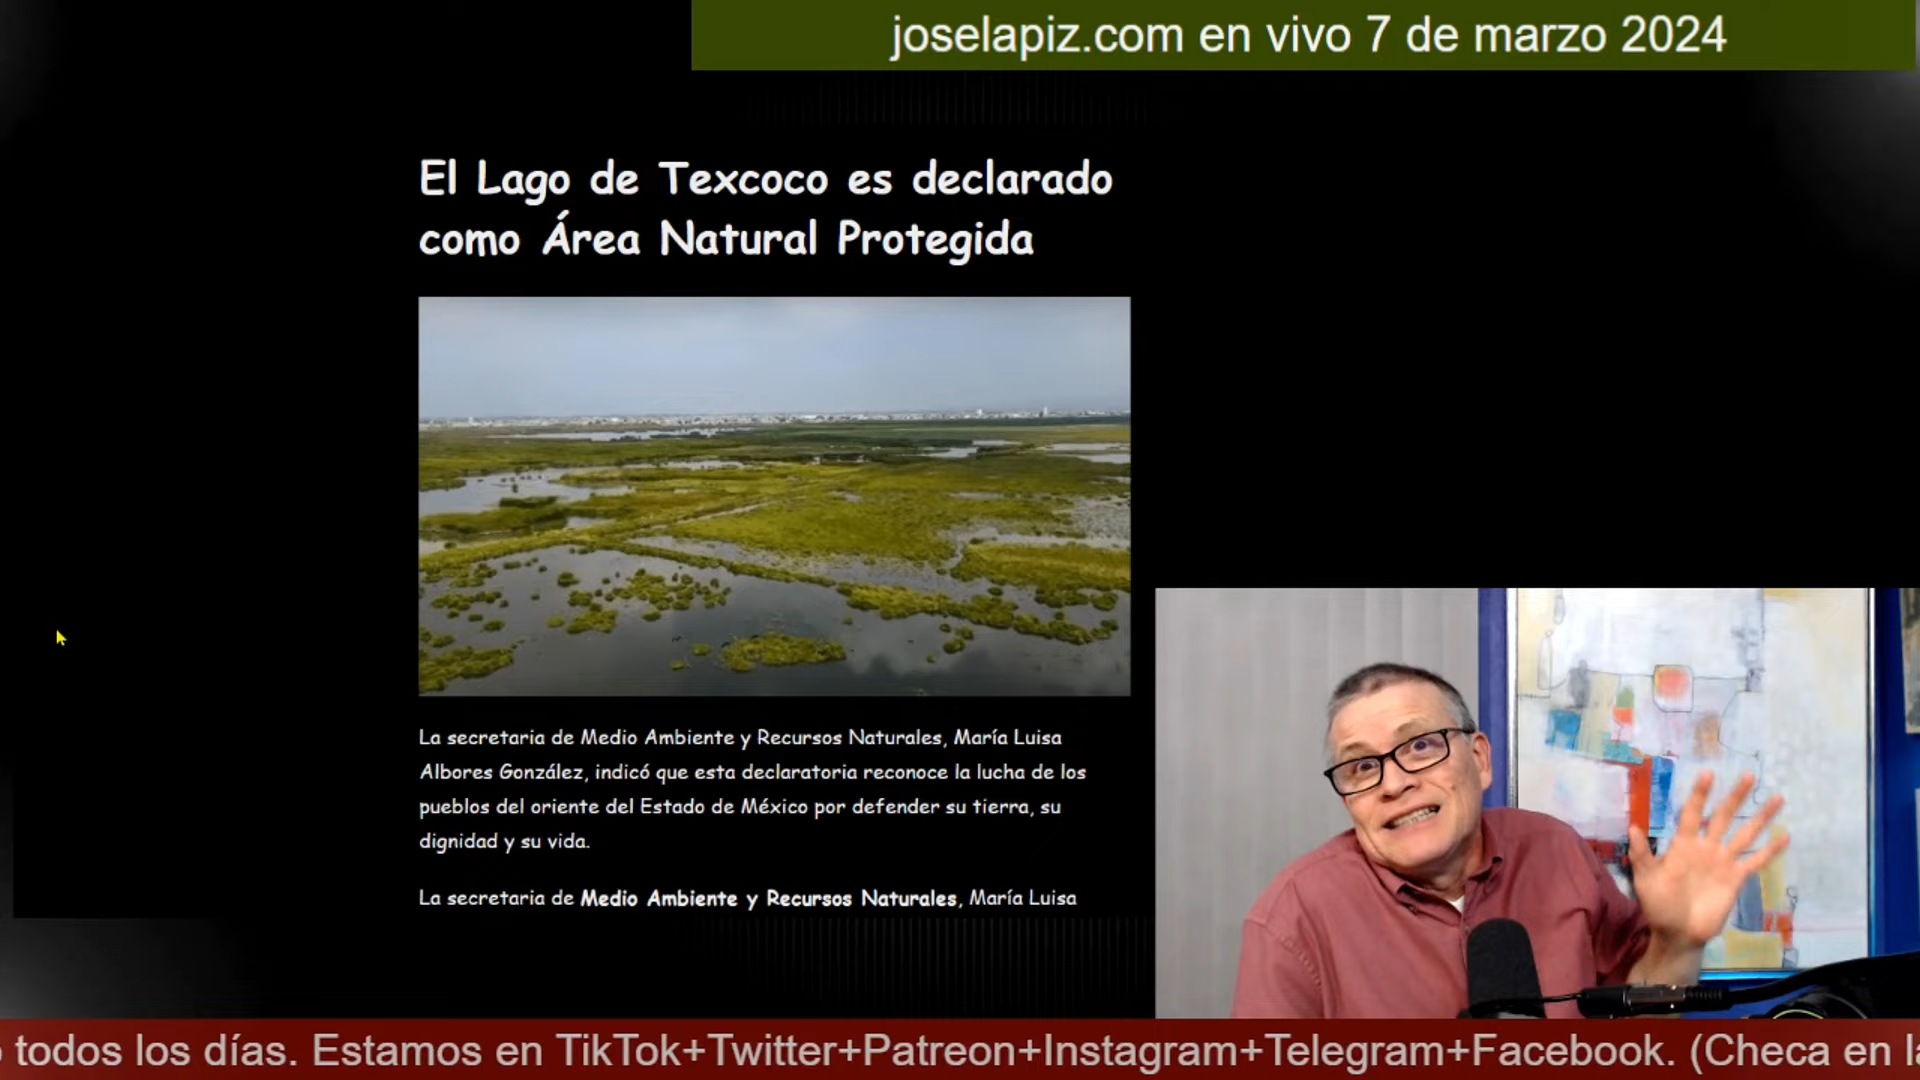 joselapiz.com en vivo 7 de marzo 2024
El Lago de Texcoco es declarado
como Área Natural Protegida
La secretaria de Medio Ambiente y Recursos Naturales, María Luisa
Albores González, indicó que esta declaratoria reconoce la lucha de los
pueblos del oriente del Estado de México por defender su tierra, su
dignidad y su vida.
La secretaria de Medio Ambiente y Recursos Naturales, María Luisa
todos los días. Estamos en TikTok+Twitter+Patreon+Instagram+Telegram+Facebook. (Checa en